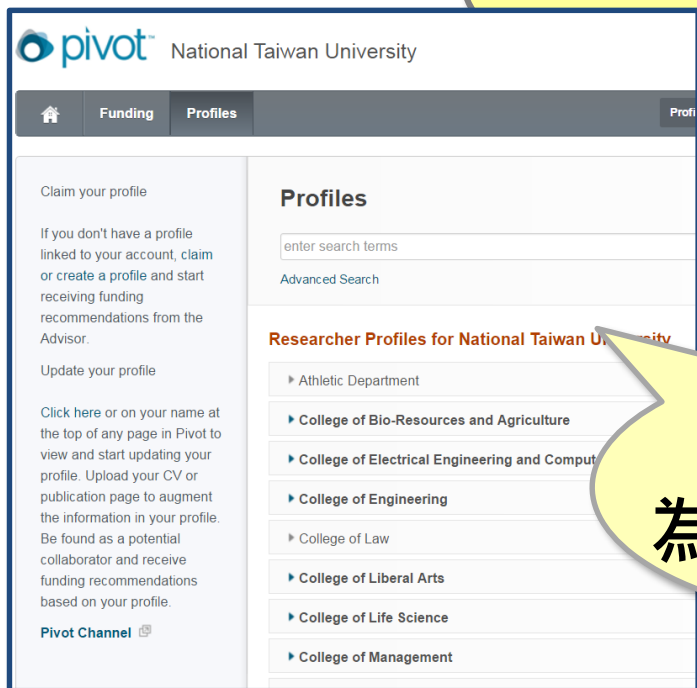 pivot National Taiwan University
Funding Profiles
Claim your profile
If you don't have a profile
linked to your account, claim
or create a profile and start
receiving funding
recommendations from the
Advisor.
Update your profile
Click here or on your name at
the top of any page in Pivot to
view and start updating your
profile. Upload your CV or
publication page to augment
the information in your profile.
Be found as a potential
collaborator and receive
funding recommendations
based on your profile.
Pivot Channel
Profiles
enter search terms
Advanced Search
Researcher Profiles for National Taiwan
Athletic Department
College of Bio-Resources and Agriculture
College of Electrical Engineering and
College of Engineering
College of Law
College of Liberal Arts
College of Life Science
College of Management